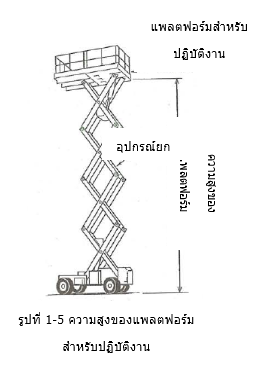 แพลตฟอร์มสำหรับ
ปฏิบัติงาน
อุปกรณ์ยก
ความสูงของ
แพลตฟอร์ม
รูปที่ 1-5 ความสูงของแพลตฟอร์ม
สำหรับปฏิบัติงาน